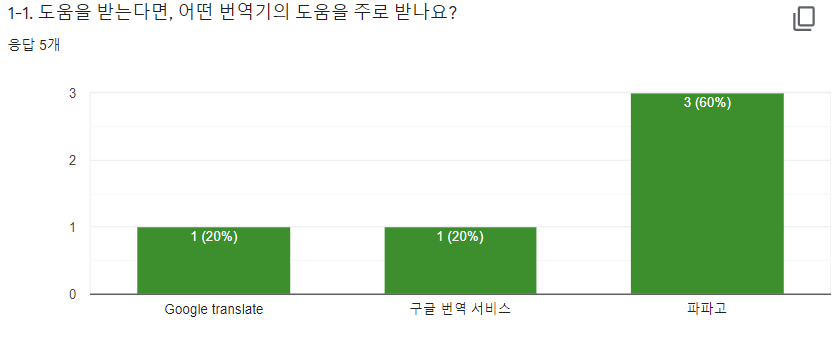 1-1. 도움을 받는다면, 어떤 번역기의 도움을 주로 받나요?
응답 5개
3
2
1
0
1 (20%)
1 (20%)
3 (60%)
Google translate
구글 번역 서비스
파파고